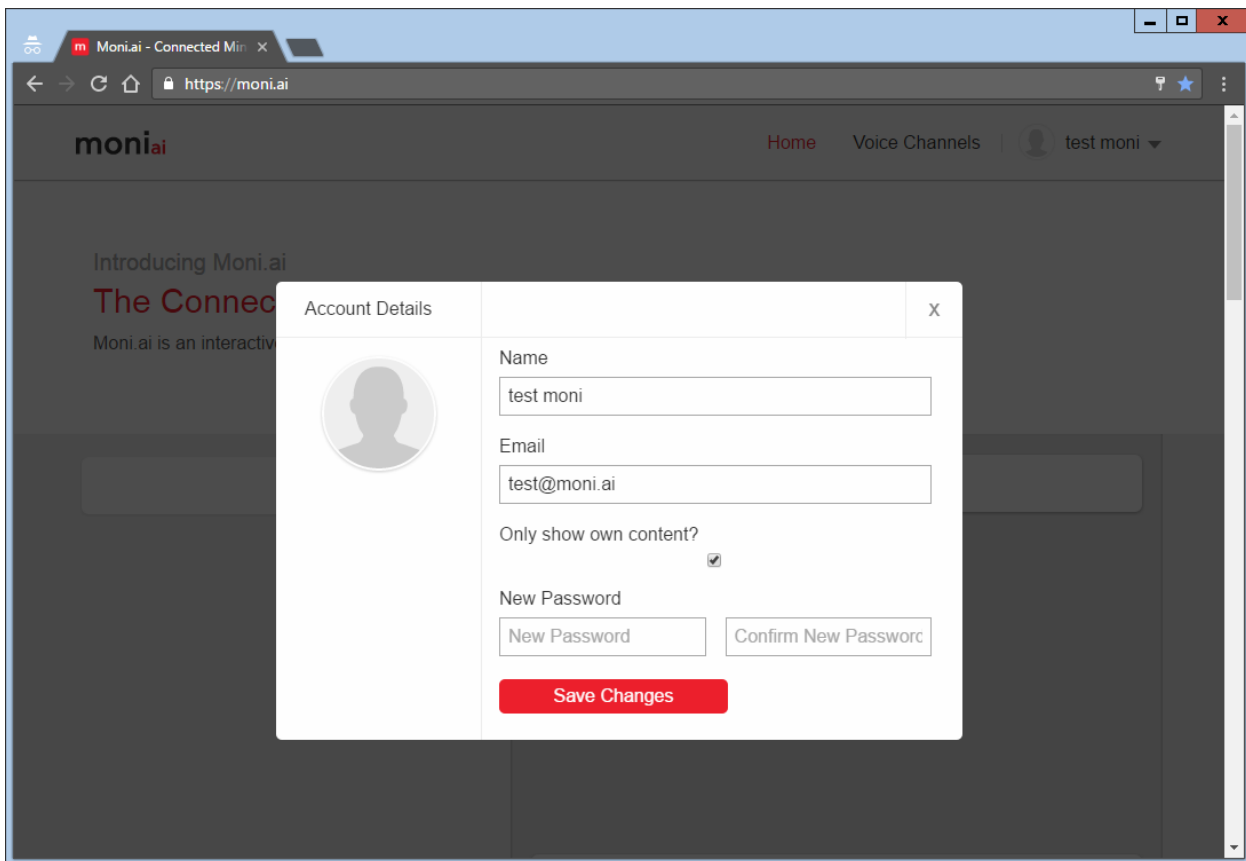 m Moni.ai - Connected Min
https://moni.ai
moniai
Home Voice Channels test moni
Introducing Moni.ai
The Connec
Moni.ai is an interactive
Account Details X
Name
test moni
Email
test@moni.ai
Only show own content?
New Password
New Password Confirm New Password
Save Changes